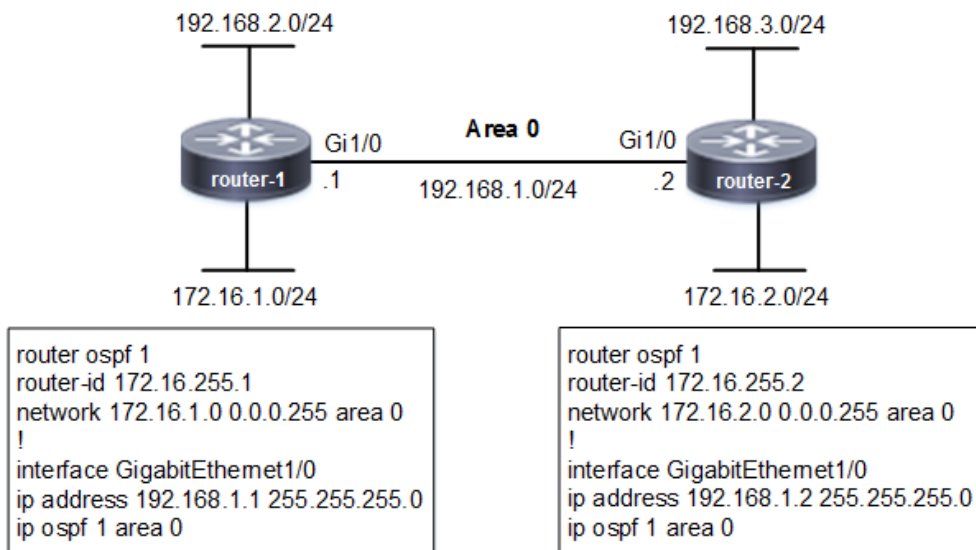 192.168.2.0/24
192.168.3.0/24
Gi1/0
Area 0
Gi1/0
router-1
.1
192.168.1.0/24
.2
router-2
172.16.1.0/24
172.16.2.0/24
router ospf 1
router-id 172.16.255.1
network 172.16.1.0 0.0.0.255 area 0
!
interface GigabitEthernet1/0
ip address 192.168.1.1 255.255.255.0
ip ospf 1 area 0
router ospf 1
router-id 172.16.255.2
network 172.16.2.0 0.0.0.255 area 0
!
interface GigabitEthernet1/0
ip address 192.168.1.2 255.255.255.0
ip ospf 1 area 0